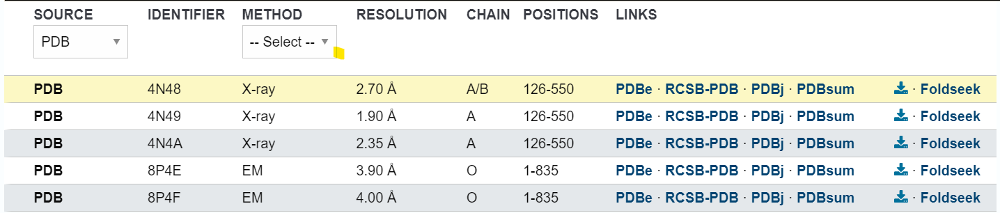 SOURCE IDENTIFIER METHOD RESOLUTION CHAIN POSITIONS LINKS
PDB -- Select --
PDB 4N48 X-ray 2.70 Å A/B 126-550 PDBe · RCSB-PDB · PDBj · PDBsum · Foldseek
PDB 4N49 X-ray 1.90 Å A 126-550 PDBe · RCSB-PDB · PDBj · PDBsum · Foldseek
PDB 4N4A X-ray 2.35 Å A 126-550 PDBe · RCSB-PDB · PDBj · PDBsum · Foldseek
PDB 8P4E EM 3.90 Å O 1-835 PDBe · RCSB-PDB · PDBj · PDBsum · Foldseek
PDB 8P4F EM 4.00 Å O 1-835 PDBe · RCSB-PDB · PDBj · PDBsum · Foldseek